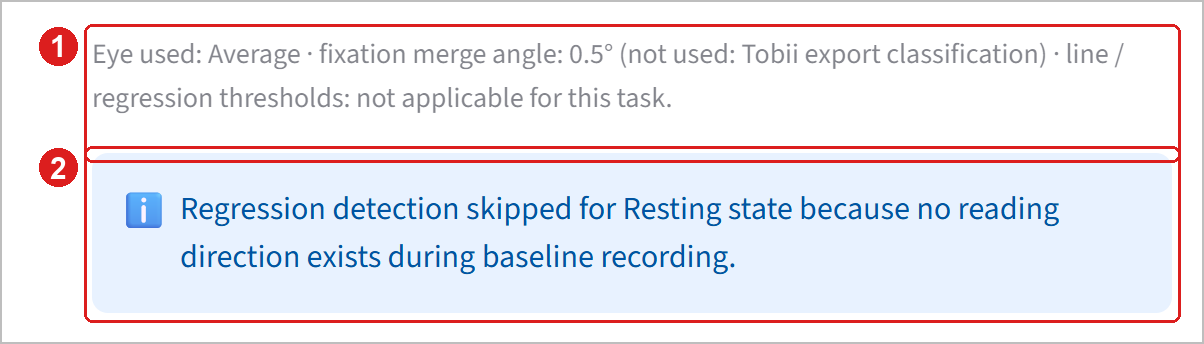 1
Eye used: Average · fixation merge angle: 0.5° (not used: Tobii export classification) · line /
regression thresholds: not applicable for this task.
2
i
Regression detection skipped for Resting state because no reading
direction exists during baseline recording.